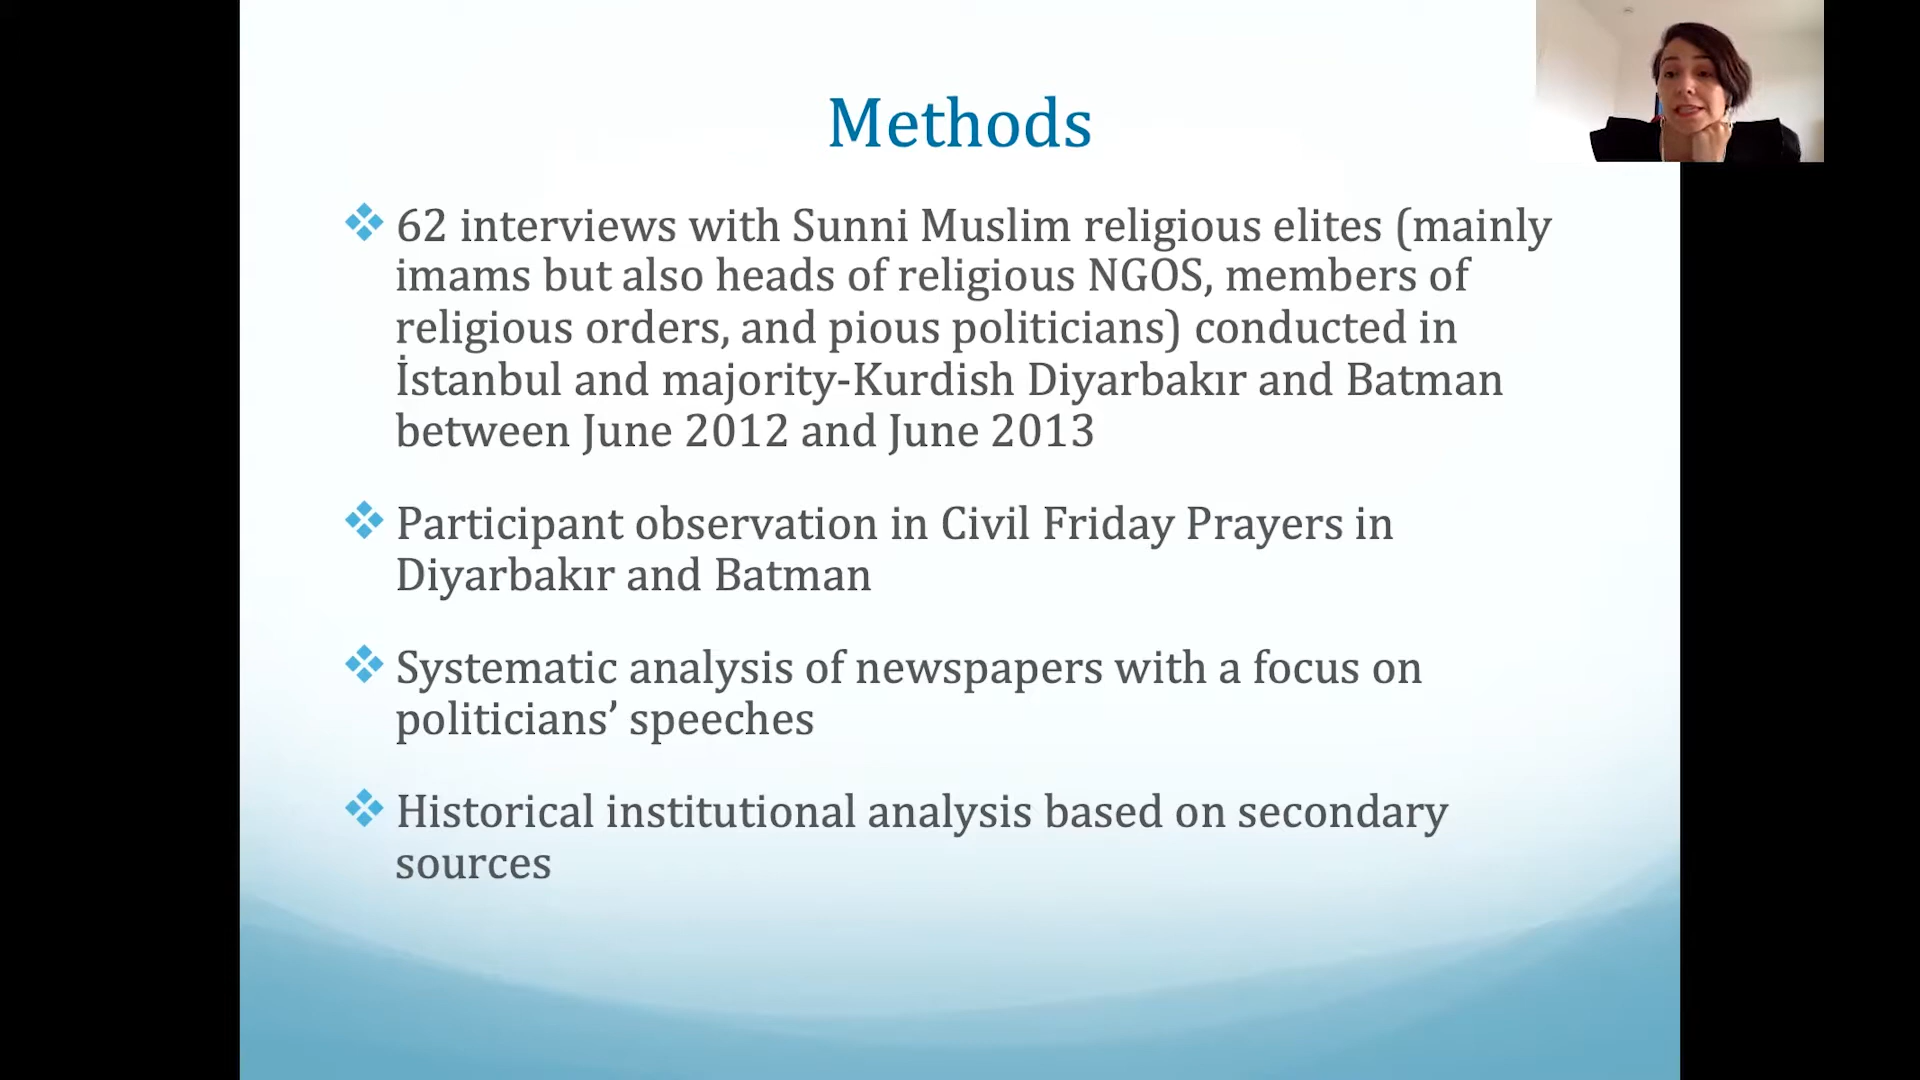 Methods
62 interviews with Sunni Muslim religious elites (mainly
imams but also heads of religious NGOS, members of
religious orders, and pious politicians) conducted in
İstanbul and majority-Kurdish Diyarbakır and Batman
between June 2012 and June 2013
Participant observation in Civil Friday Prayers in
Diyarbakır and Batman
Systematic analysis of newspapers with a focus on
politicians’ speeches
Historical institutional analysis based on secondary
sources